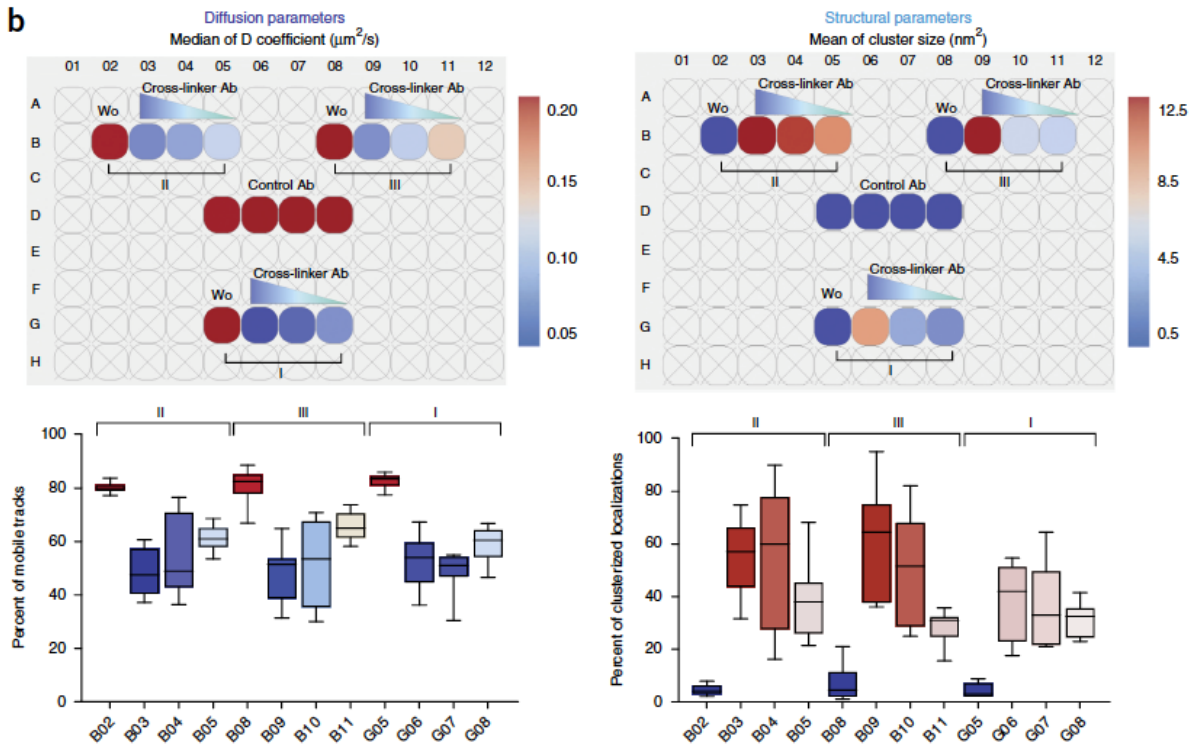 b
Diffusion parameters
Median of D coefficient (μm²/s)
01 02 03 04 05 06 07 08 09 10 11 12
Cross-linker Ab
Cross-linker Ab
A
Wo
Wo
B
C
II
III
Control Ab
D
E
F
Cross-linker Ab
Wo
G
H
I
0.20
0.15
0.10
0.05
Structural parameters
Mean of cluster size (nm²)
01 02 03 04 05 06 07 08 09 10 11 12
Cross-linker Ab
Cross-linker Ab
A
Wo
Wo
B
C
II
III
Control Ab
D
E
F
Cross-linker Ab
Wo
G
H
I
12.5
8.5
4.5
0.5
II
III
I
Percent of mobile tracks
100
80
60
40
20
0
B02 B03 B04 B05 B08 B09 B10 B11 G05 G06 G07 G08
II
III
I
Percent of clusterized localizations
100
80
60
40
20
0
B02 B03 B04 B05 B08 B09 B10 B11 G05 G06 G07 G08